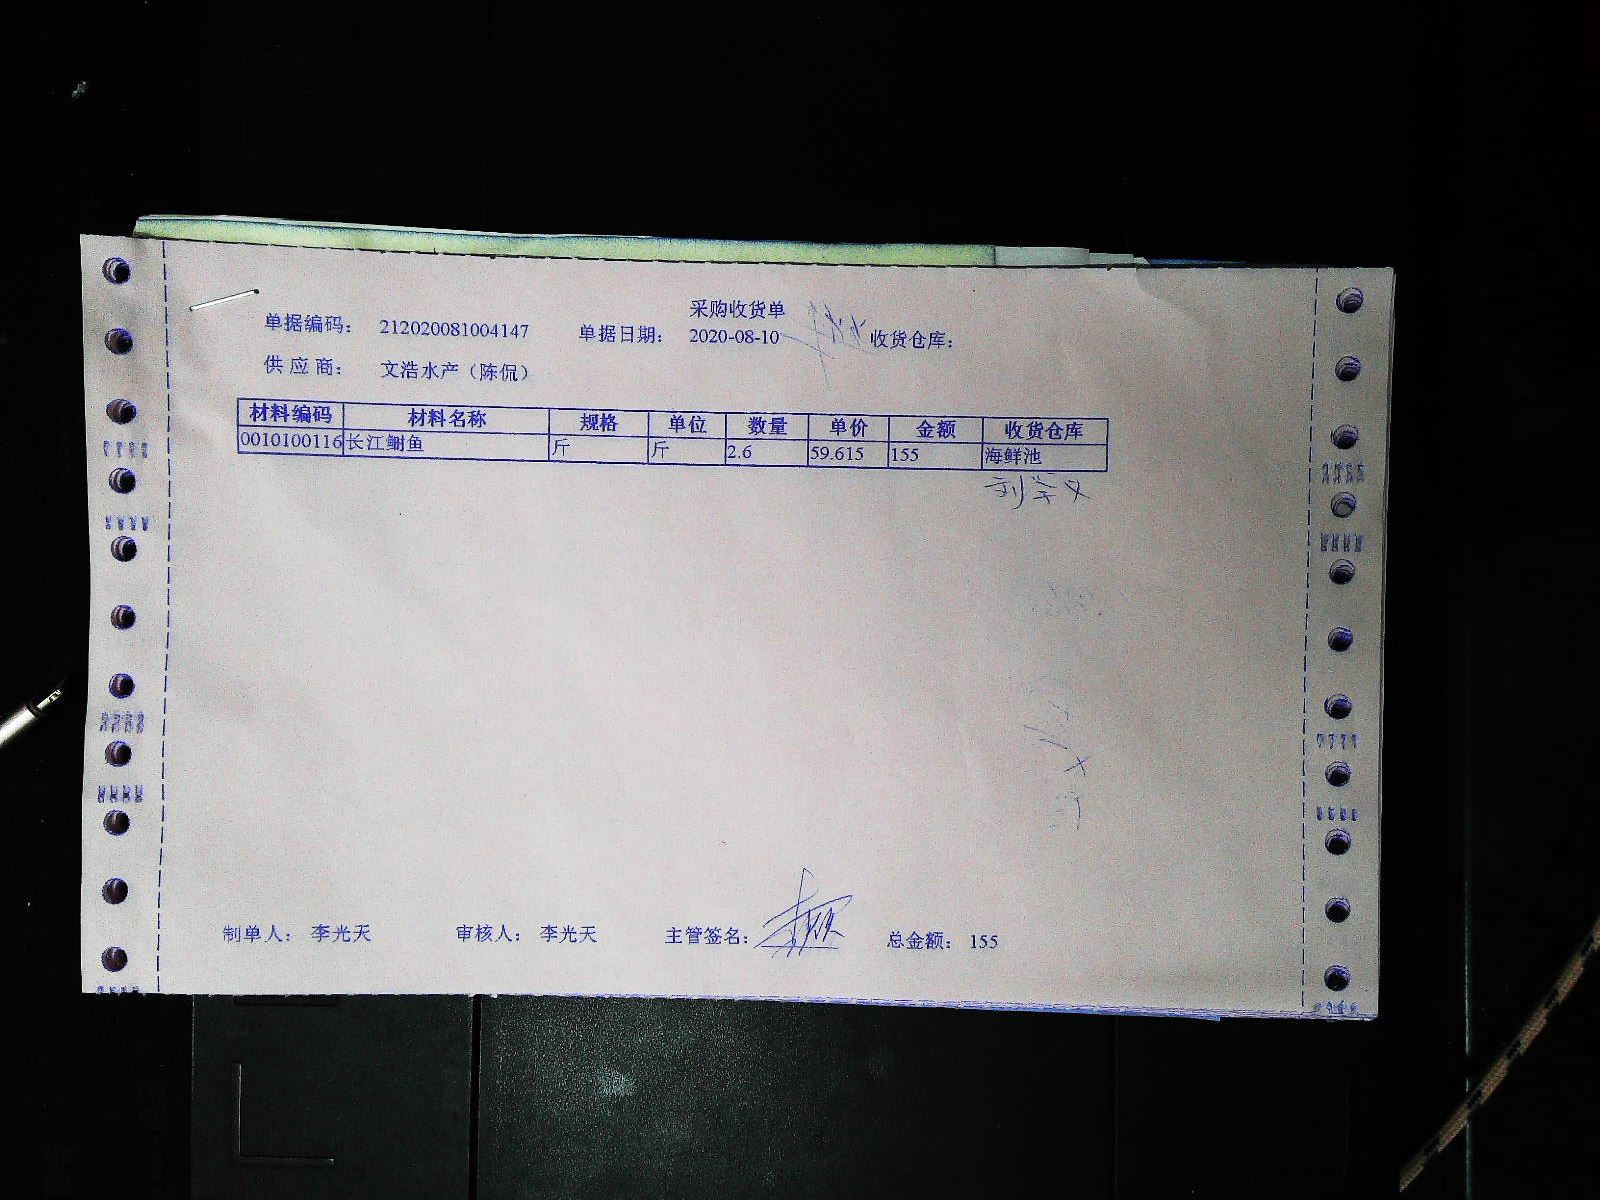 采购收货单
单据编码： 212020081004147 单据日期： 2020-08-10 收货仓库：
供 应 商： 文浩水产（陈侃）
材料编码 材料名称 规格 单位 数量 单价 金额 收货仓库
0010100116 长江鮰鱼 斤 斤 2.6 59.615 155 海鲜池
制单人： 李光天 审核人： 李光天 主管签名： 总金额： 155